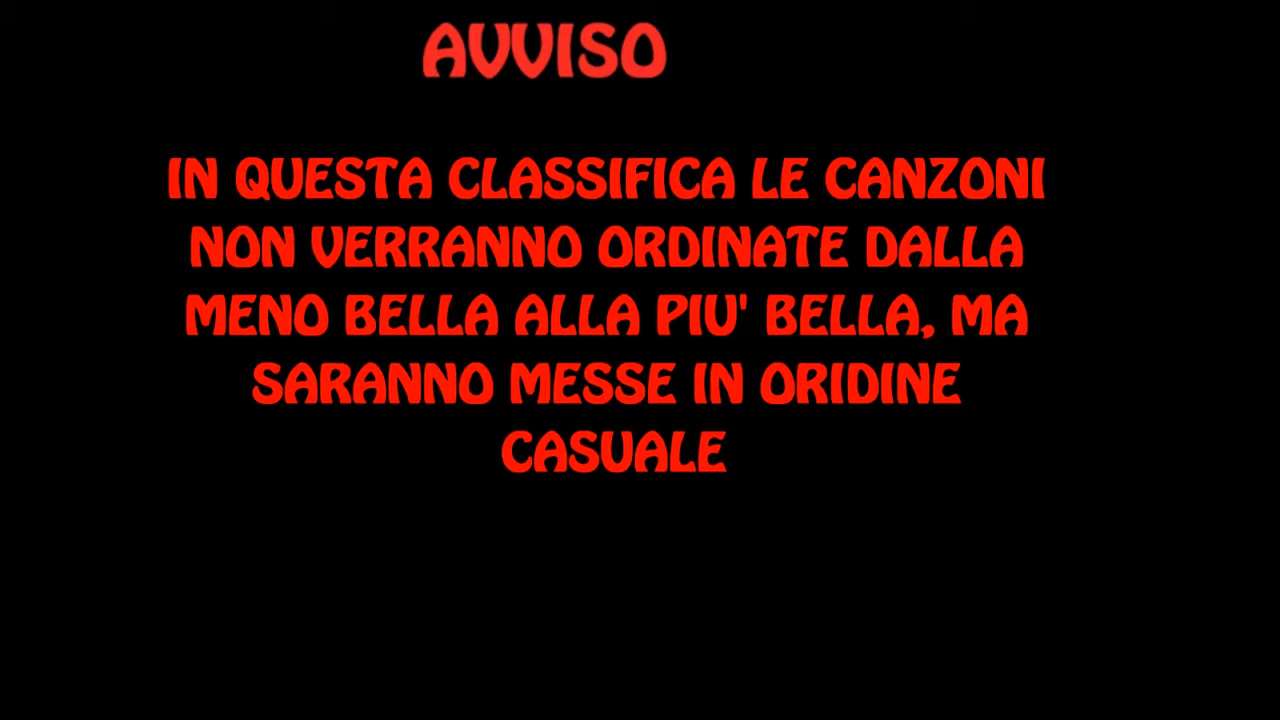 AVVISO
IN QUESTA CLASSIFICA LE CANZONI
NON VERRANNO ORDINATE DALLA
MENO BELLA ALLA PIU' BELLA, MA
SARANNO MESSE IN ORIDINE
CASUALE